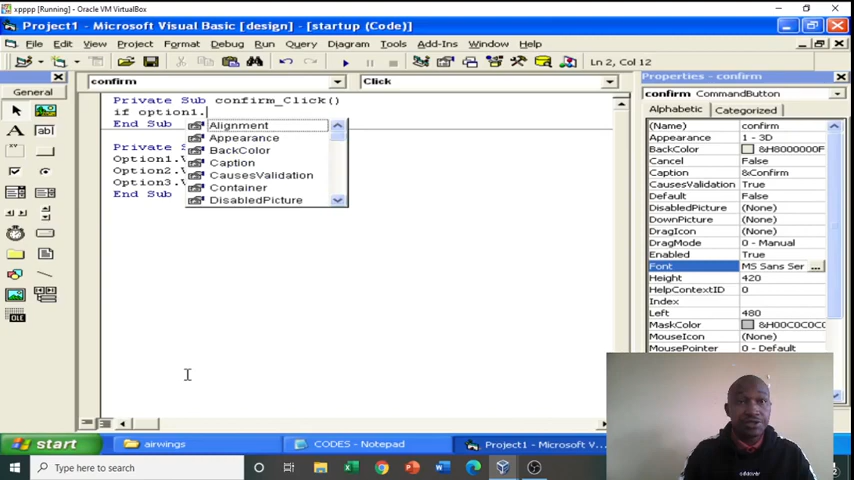 xpppp [Running] - Oracle VM VirtualBox
Project1 - Microsoft Visual Basic [design] - [startup (Code)]
File Edit View Project Format Debug Run Query Diagram Tools Add-Ins Window Help
Ln 2, Col 12
General
confirm
Click
Private Sub confirm_Click()
if option1.
End Sub
Alignment
Appearance
BackColor
Caption
CausesValidation
Container
DisabledPicture
Private S
Option1.V
Option2.V
Option3.V
End Sub
Properties - confirm
confirm CommandButton
Alphabetic Categorized
(Name) confirm
Appearance 1 - 3D
BackColor &H8000000F
Cancel False
Caption &Confirm
CausesValidation True
Default False
DisabledPicture (None)
DownPicture (None)
DragIcon (None)
DragMode 0 - Manual
Enabled True
Font MS Sans Ser ...
Height 420
HelpContextID 0
Index
Left 480
MaskColor &H00C0C0C0
MouseIcon (None)
MousePointer 0 - Default
start
airwings
CODES - Notepad
Project1 - Microsoft V...
Type here to search